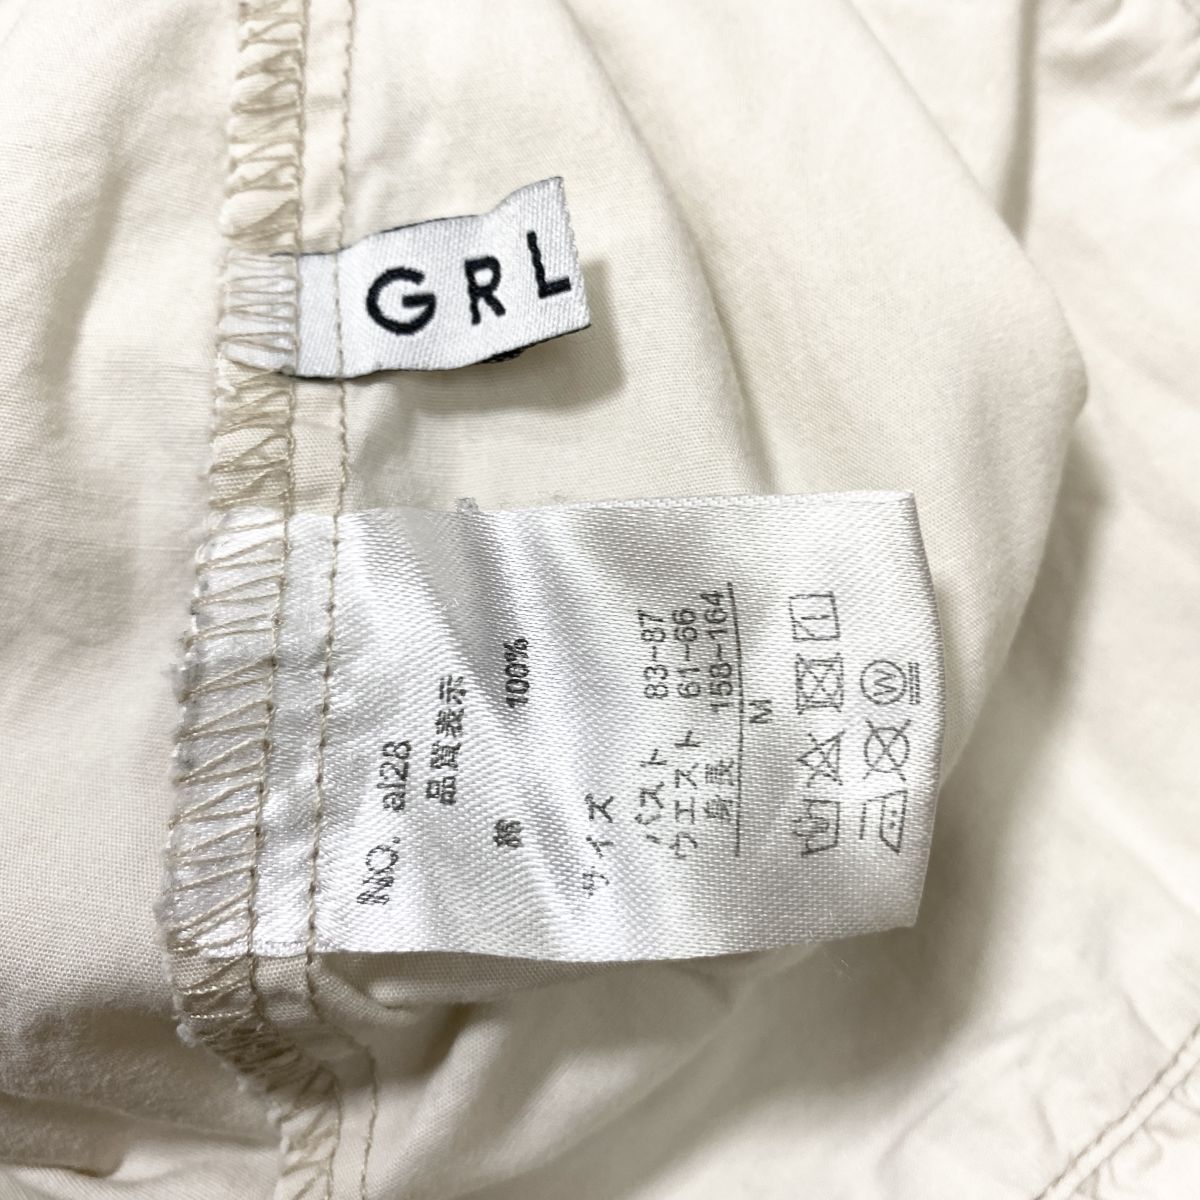 GRL
NO. al28
品質表示
綿 100%
サイズ
バスト 83-87
ウエスト 61-66
身長 158-164
M
W